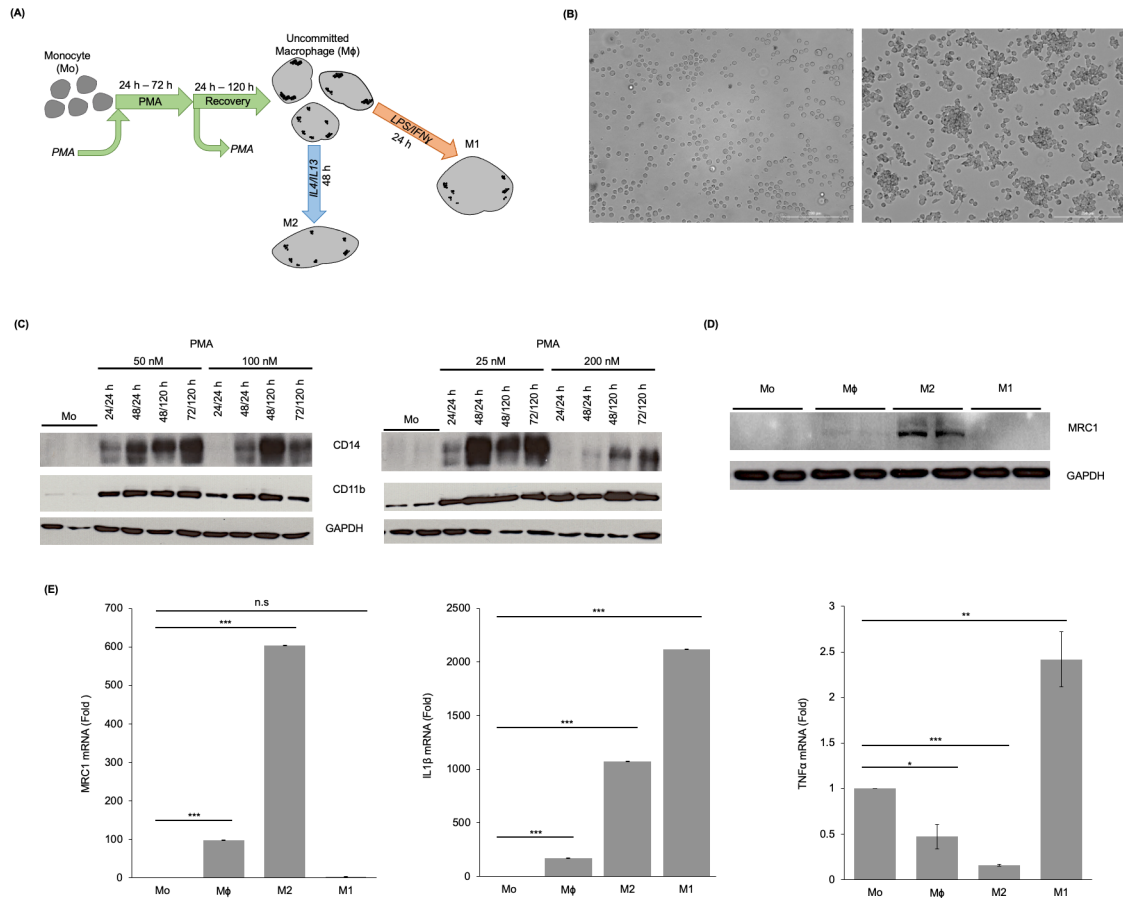 (A)
Monocyte
(Mo)
24 h – 72 h
PMA
24 h – 120 h
Recovery
PMA
PMA
Uncommitted
Macrophage (Mϕ)
LPS/IFNγ
24 h
M1
IL4/IL13
48 h
M2
(B)
(C)
PMA
50 nM
100 nM
Mo
24/24 h
48/24 h
48/120 h
72/120 h
24/24 h
48/24 h
48/120 h
72/120 h
CD14
CD11b
GAPDH
PMA
25 nM
200 nM
Mo
24/24 h
48/24 h
48/120 h
72/120 h
24/24 h
48/24 h
48/120 h
72/120 h
(D)
Mo
Mϕ
M2
M1
MRC1
GAPDH
(E)
MRC1 mRNA (Fold )
700
600
500
400
300
200
100
0
n.s
***
***
Mo
Mϕ
M2
M1
IL1β mRNA (Fold)
2500
2000
1500
1000
500
0
***
***
***
Mo
Mϕ
M2
M1
TNFα mRNA (Fold)
3
2.5
2
1.5
1
0.5
0
**
***
*
Mo
Mϕ
M2
M1